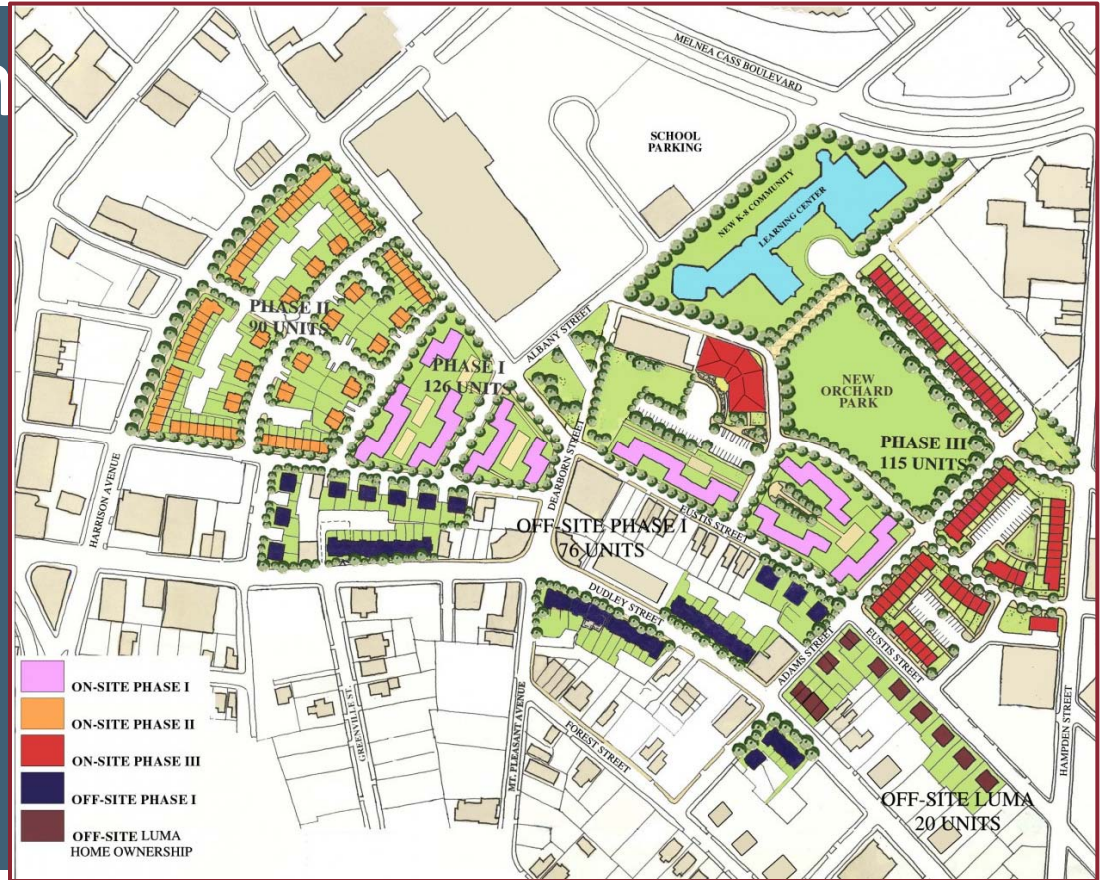 MELNEA CASS BOULEVARD
SCHOOL
PARKING
NEW K-8 COMMUNITY
LEARNING CENTER
PHASE II
90 UNITS
ALBANY STREET
PHASE I
126 UNITS
NEW
ORCHARD
PARK
PHASE III
115 UNITS
HARRISON AVENUE
DEARBORN STREET
EUSTIS STREET
OFF-SITE PHASE I
76 UNITS
DUDLEY STREET
ADAMS STREET
EUSTIS STREET
HAMPDEN STREET
GREENVILLE ST.
MT. PLEASANT AVENUE
FOREST STREET
OFF-SITE LUMA
20 UNITS
ON-SITE PHASE I
ON-SITE PHASE II
ON-SITE PHASE III
OFF-SITE PHASE I
OFF-SITE LUMA
HOME OWNERSHIP